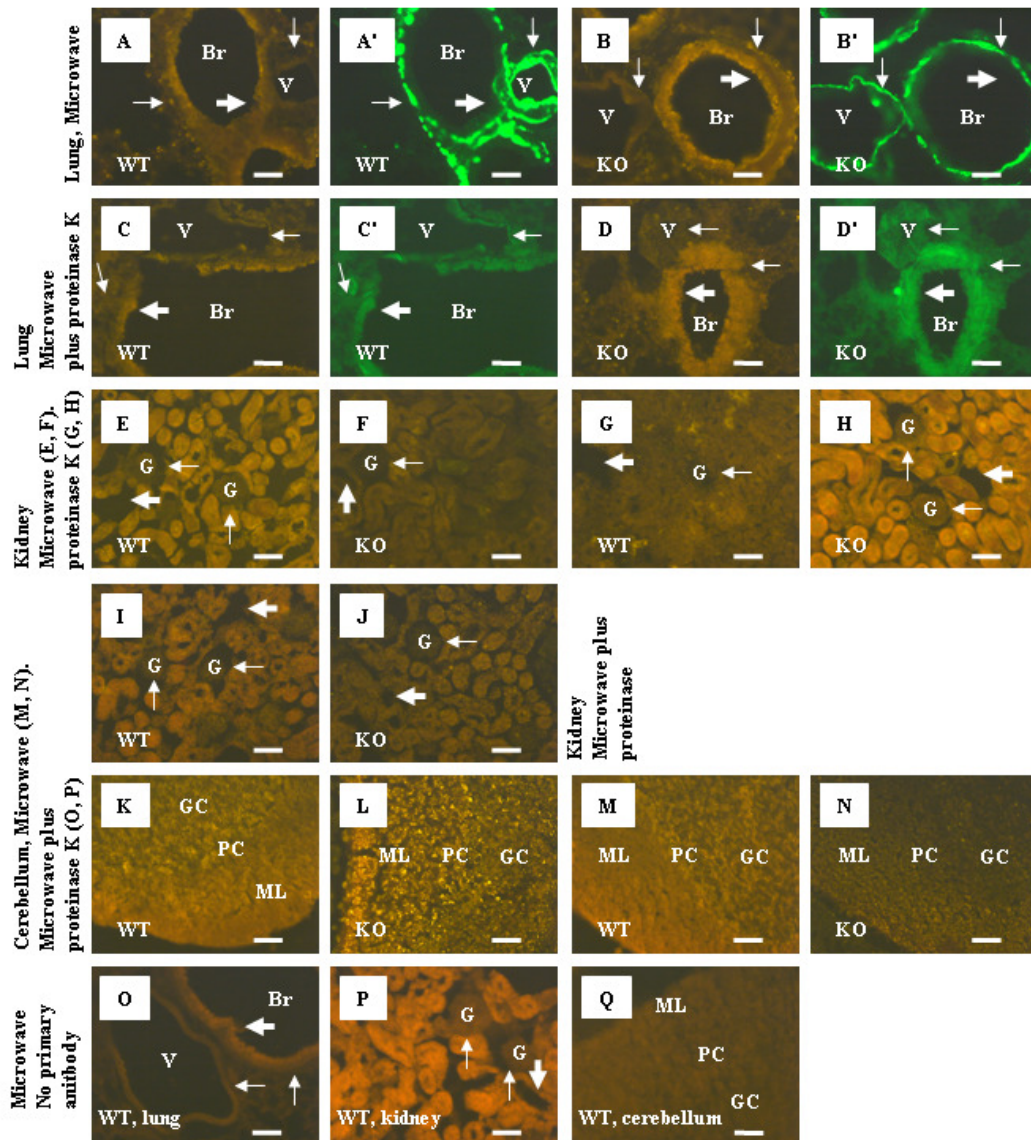 Lung, Microwave
A
Br
V
WT
A'
Br
V
WT
B
V
Br
KO
B'
V
Br
KO
Lung
Microwave
plus proteinase K
C
V
Br
WT
C'
V
Br
WT
D
V
Br
KO
D'
V
Br
KO
Kidney
Microwave (E, F).
proteinase K (G, H)
E
G
G
WT
F
G
KO
G
G
WT
H
G
G
KO
I
G
G
WT
J
G
KO
Kidney
Microwave plus
proteinase
Cerebellum, Microwave (M, N).
Microwave plus
proteinase K (O, P)
K
GC
PC
ML
WT
L
ML PC GC
KO
M
ML PC GC
WT
N
ML PC GC
KO
Microwave
No primary
anitbody
O
Br
V
WT, lung
P
G
G
WT, kidney
Q
ML
PC
GC
WT, cerebellum